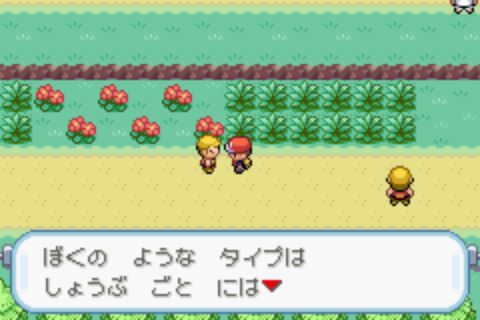 ぼくの　ような　タイプは
しょうぶ　ごと　には